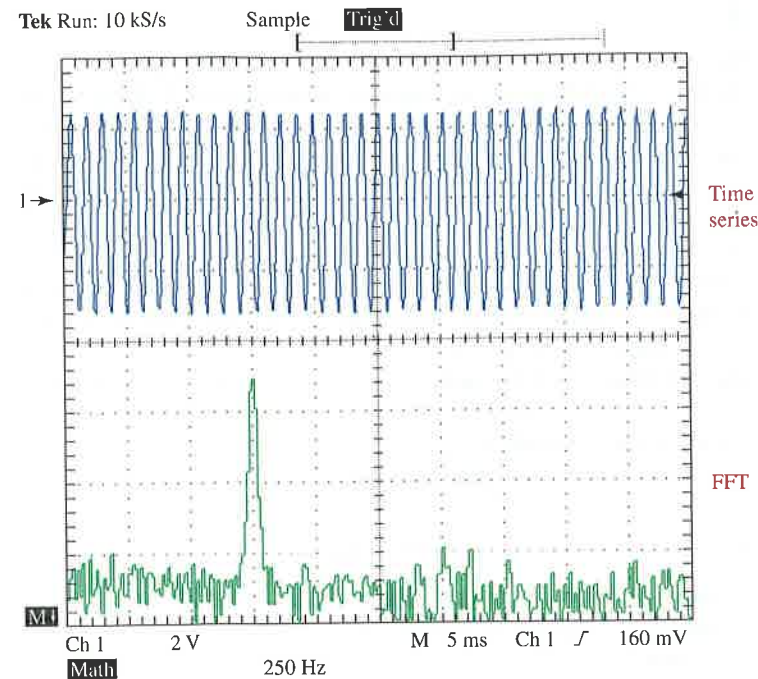 Tek Run: 10 kS/s Sample Trig'd
1
Time
series
FFT
M
Ch 1 2 V M 5 ms Ch 1 160 mV
Math 250 Hz